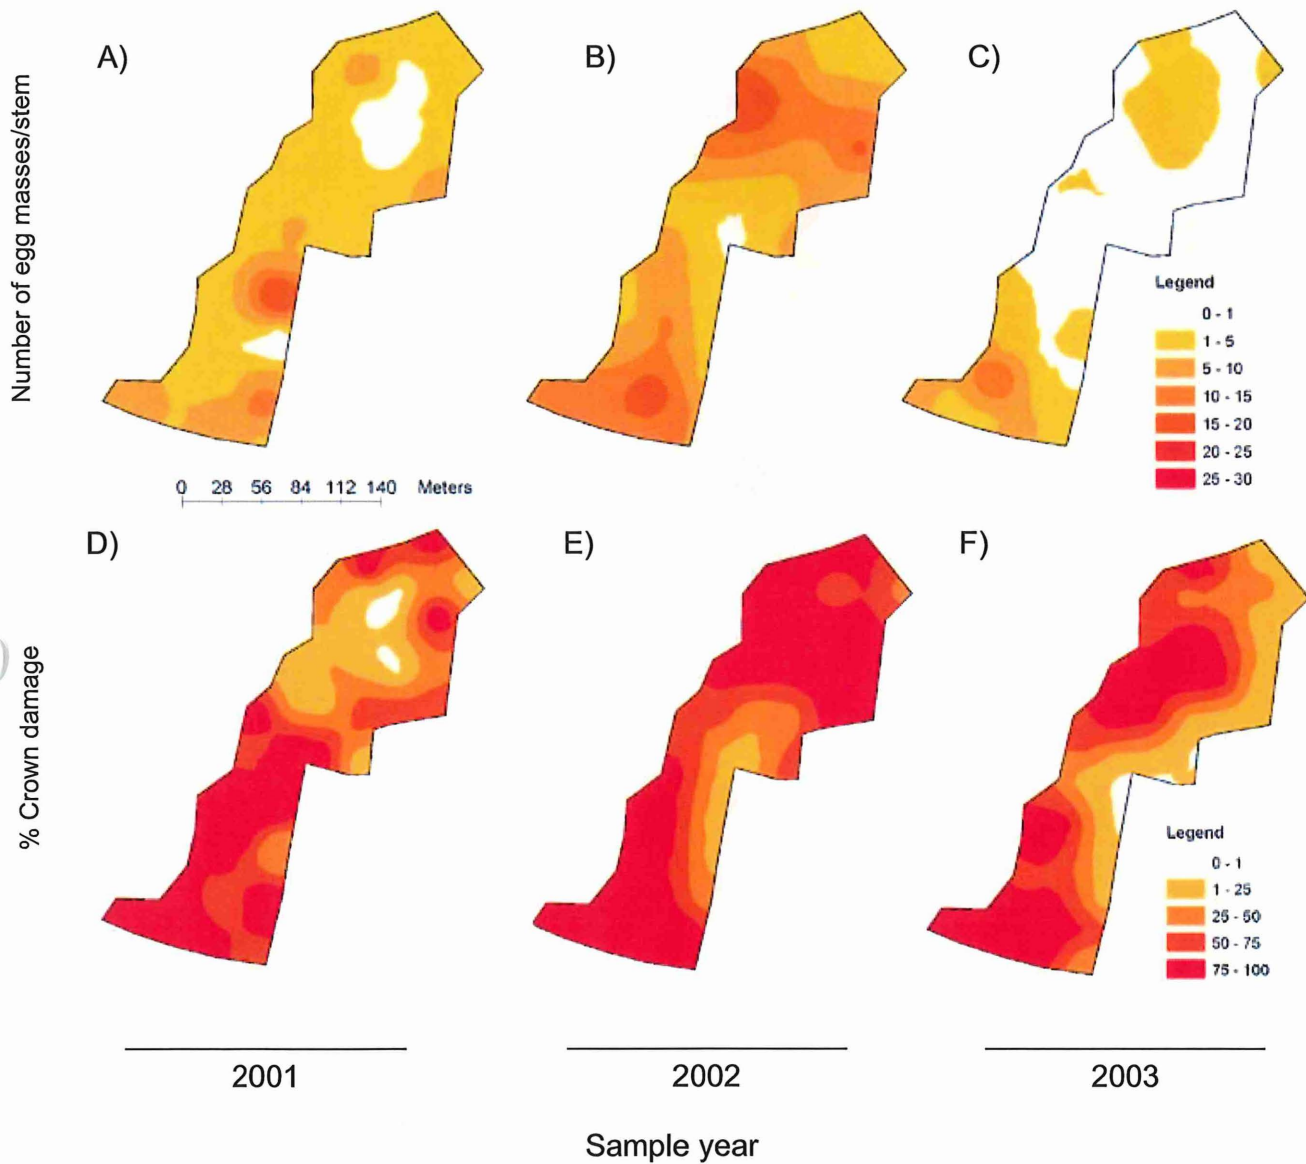 A)
B)
C)
Number of egg masses/stem
Legend
0 - 1
1 - 5
5 - 10
10 - 15
15 - 20
20 - 25
25 - 30
0 28 56 84 112 140 Meters
D)
E)
F)
% Crown damage
Legend
0 - 1
1 - 25
25 - 50
50 - 75
75 - 100
2001
2002
2003
Sample year